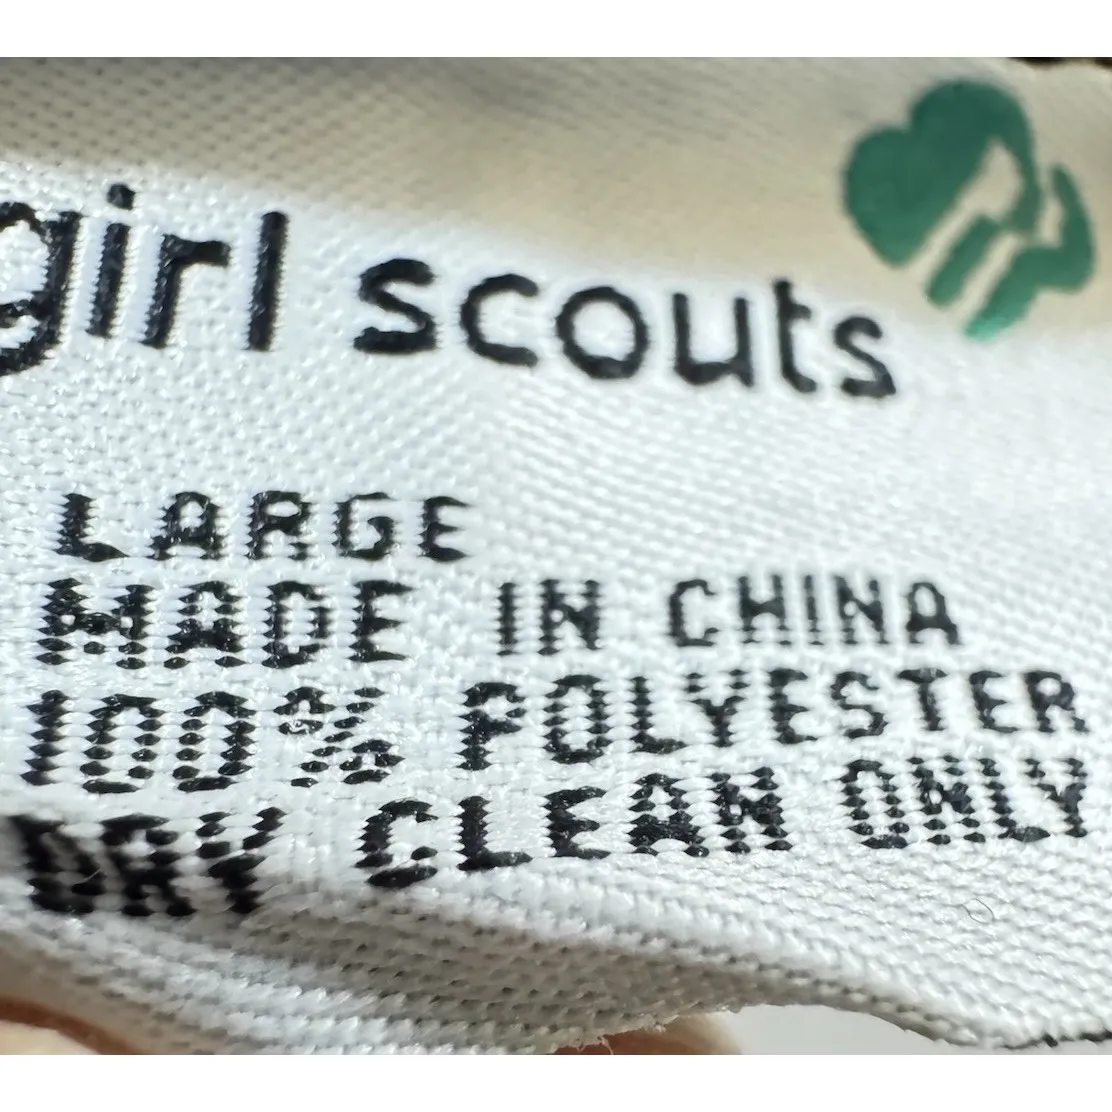 girl scouts
LARGE
MADE IN CHINA
100% POLYESTER
DRY CLEAN ONLY